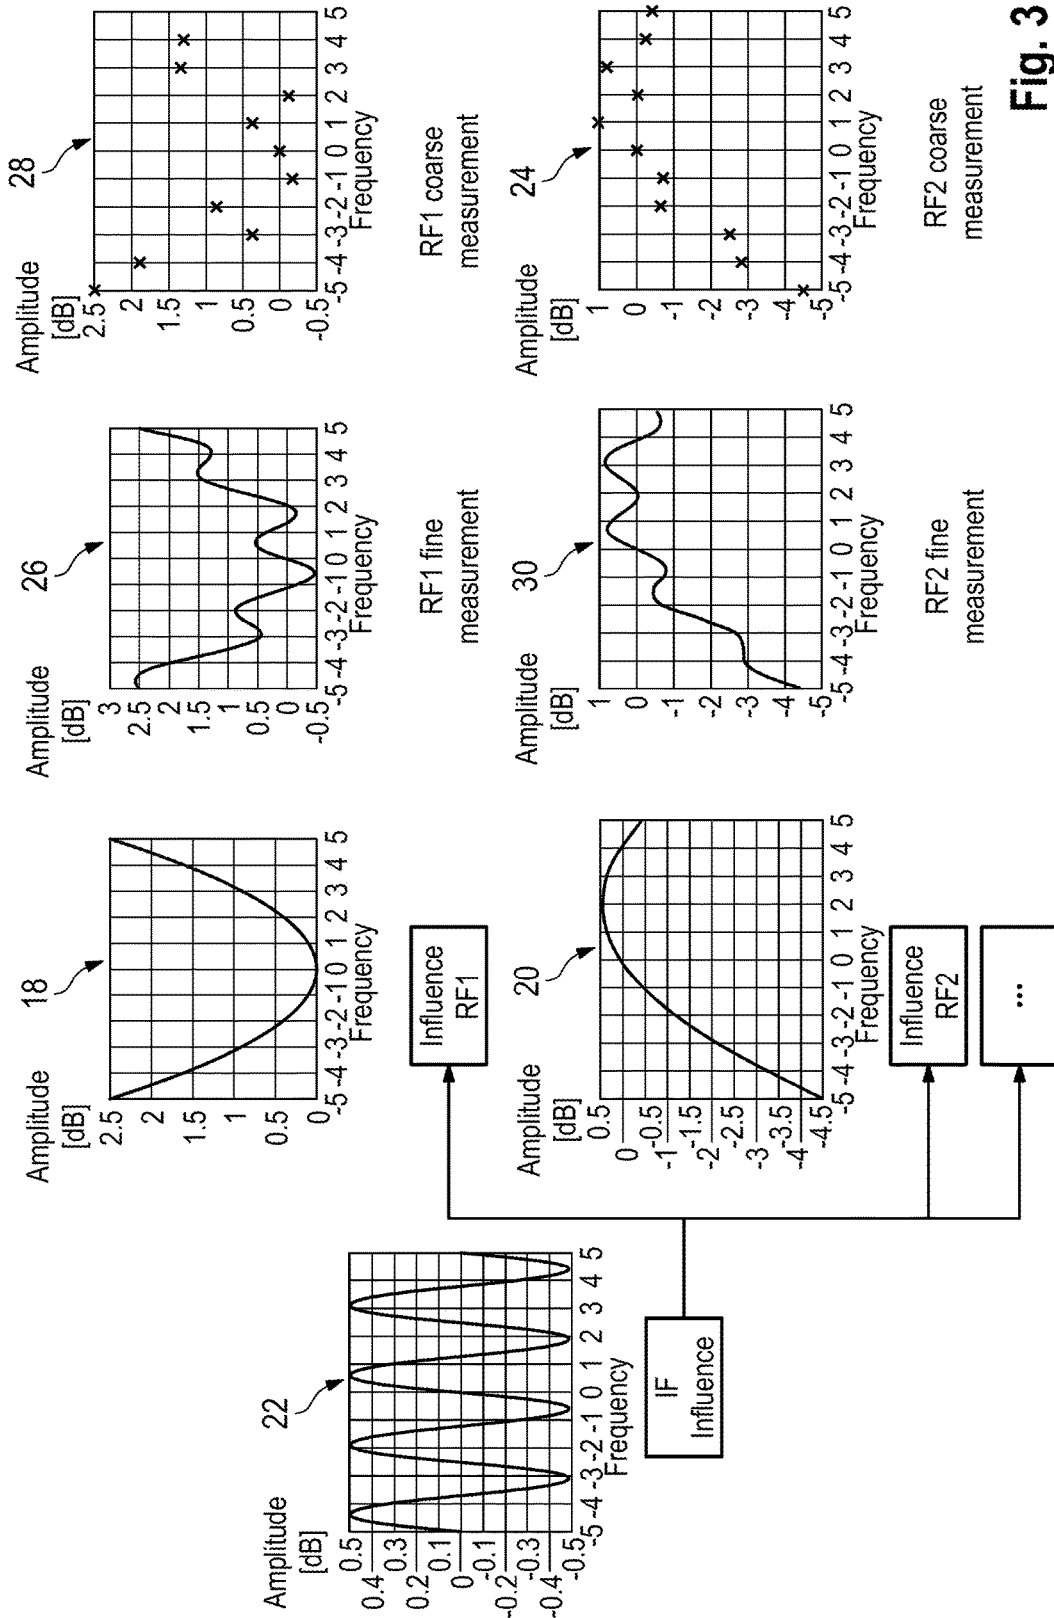 22
Amplitude
[dB]
0.5
0.4
0.3
0.2
0.1
0
-0.1
-0.2
-0.3
-0.4
-0.5
-5 -4 -3 -2 -1 0 1 2 3 4 5
Frequency
IF
Influence
18
Amplitude
[dB]
2.5
2
1.5
1
0.5
0
-5 -4 -3 -2 -1 0 1 2 3 4 5
Frequency
Influence
RF1
20
Amplitude
[dB]
0.5
0
-0.5
-1
-1.5
-2
-2.5
-3
-3.5
-4
-4.5
-5 -4 -3 -2 -1 0 1 2 3 4 5
Frequency
Influence
RF2
...
26
Amplitude
[dB]
3
2.5
2
1.5
1
0.5
0
-0.5
-5 -4 -3 -2 -1 0 1 2 3 4 5
Frequency
RF1 fine
measurement
30
Amplitude
[dB]
1
0
-1
-2
-3
-4
-5
-5 -4 -3 -2 -1 0 1 2 3 4 5
Frequency
RF2 fine
measurement
28
Amplitude
[dB]
2.5
2
1.5
1
0.5
0
-0.5
-5 -4 -3 -2 -1 0 1 2 3 4 5
Frequency
RF1 coarse
measurement
24
Amplitude
[dB]
1
0
-1
-2
-3
-4
-5
-5 -4 -3 -2 -1 0 1 2 3 4 5
Frequency
RF2 coarse
measurement
Fig. 3